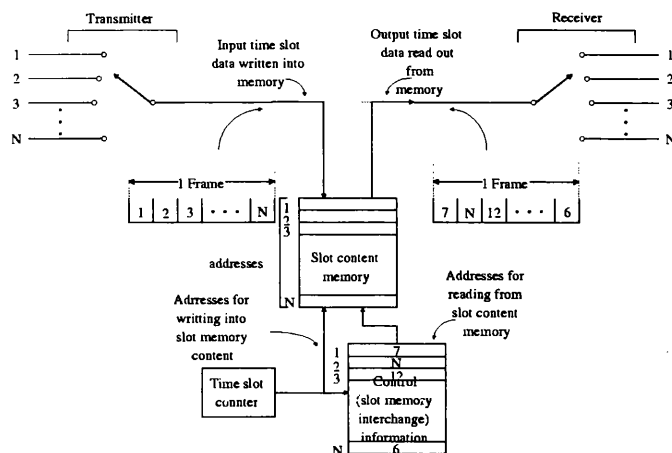 Transmitter
Receiver
Input time slot
data written into
memory
Output time slot
data read out
from
memory
1
2
3
N
1
2
3
N
1 Frame
1 2 3 · · · N
1 Frame
7 N 12 · · · 6
addresses
1
2
3
N
Slot content
memory
Adrresses for
writting into
slot memory
content
Addresses for
reading from
slot content
memory
Time slot
counter
1
2
3
N
7
N
12
Control
(slot memory
interchange)
information
6